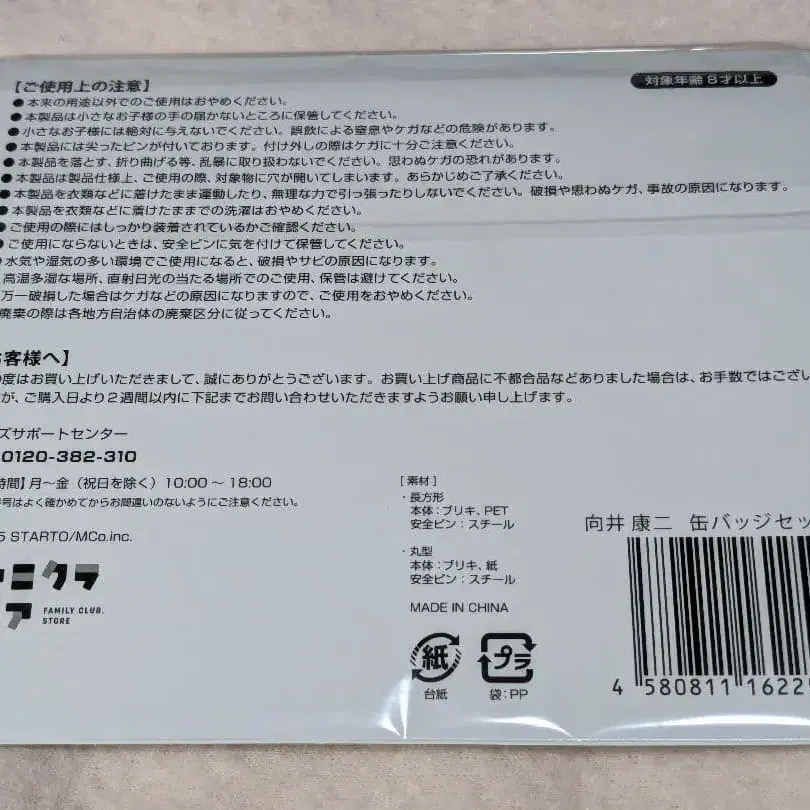 【ご使用上の注意】
対象年齢 8才以上
●本来の用途以外でのご使用はおやめください。
●本製品は小さなお子様の手の届かないところに保管してください。
●小さなお子様には絶対に与えないでください。誤飲による窒息やケガなどの危険があります。
●本製品には尖ったピンが付いております。付け外しの際はケガに十分ご注意ください。
●本製品を落とす、折り曲げる等、乱暴に取り扱わないでください。思わぬケガの恐れがあります。
●本製品は製品仕様上、ご使用の際、対象物に穴が開いてしまいます。あらかじめご了承ください。
●本製品を衣類などに着けたまま運動したり、無理な力で引っ張ったりしないでください。破損や思わぬケガ、事故の原因になります。
●本製品を衣類などに着けたままでの洗濯はおやめください。
●ご使用の際にはしっかり装着されているかご確認ください。
●ご使用にならないときは、安全ピンに気を付けて保管してください。
●水気や湿気の多い環境でご使用になると、破損やサビの原因になります。
高温多湿な場所、直射日光の当たる場所でのご使用、保管は避けてください。
万一破損した場合はケガなどの原因になりますので、ご使用をおやめください。
廃棄の際は各地方自治体の廃棄区分に従ってください。
客様へ】
度はお買い上げいただきまして、誠にありがとうございます。お買い上げ商品に不都合品などありました場合は、お手数ではござい
が、ご購入日より2週間以内に下記までお問い合わせいただきますようお願い申し上げます。
ズサポートセンター
0120-382-310
時間】月〜金（祝日を除く）10:00 〜 18:00
号はよく確かめてからお間違いのないようにご注意ください。
5 STARTO/MCo.inc.
ミクラ
ア
FAMILY CLUB.
STORE
[ 素材 ]
・長方形
本体：ブリキ、PET
安全ピン：スチール
・丸型
本体：ブリキ、紙
安全ピン：スチール
MADE IN CHINA
紙
台紙
プラ
袋：PP
向井 康二 缶バッジセッ
4 580811 1622